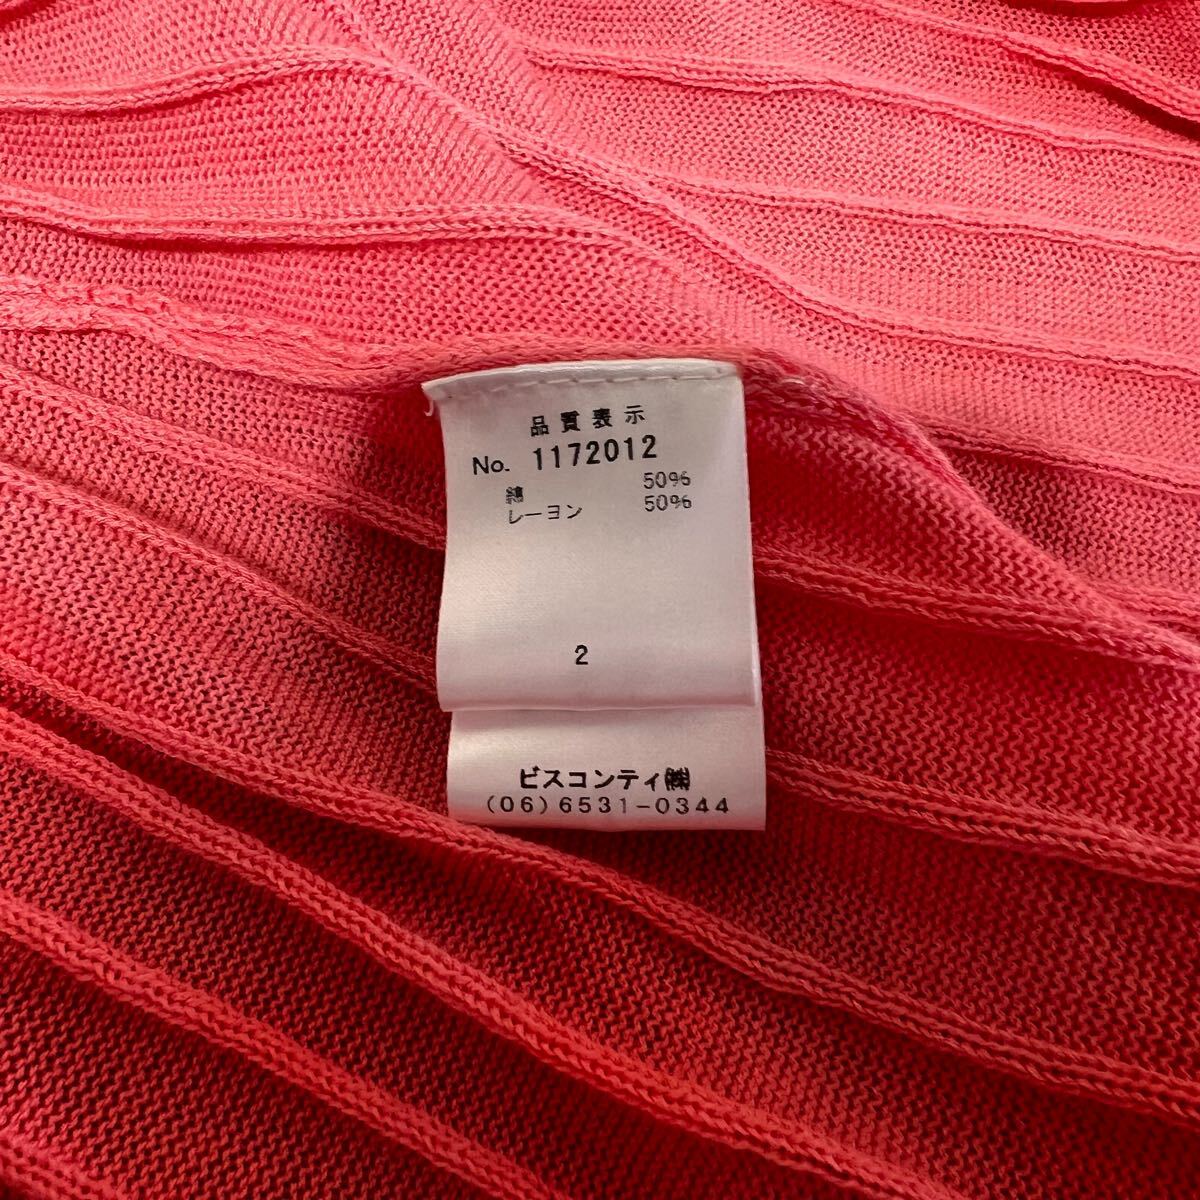 品質表示
No. 1172012
綿 50%
レーヨン 50%
2
ビスコンティ㈱
(06)6531-0344